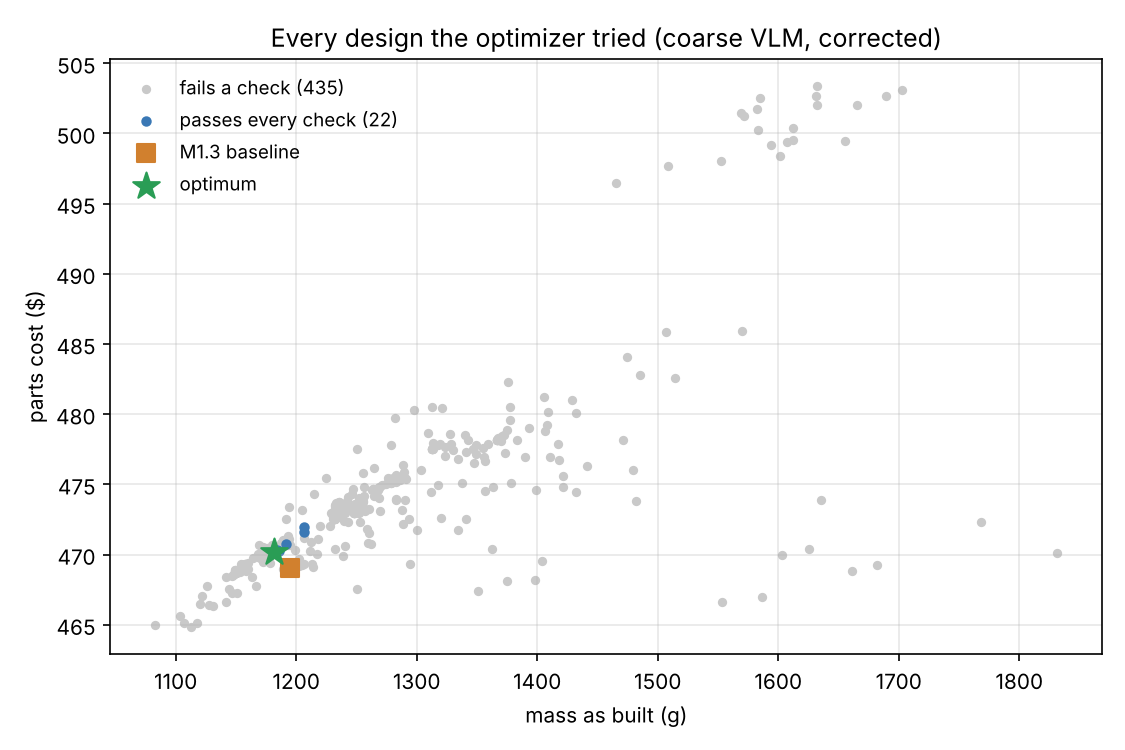 Every design the optimizer tried (coarse VLM, corrected)
505
500
495
490
485
480
475
470
465
parts cost ($)
fails a check (435)
passes every check (22)
M1.3 baseline
optimum
1100 1200 1300 1400 1500 1600 1700 1800
mass as built (g)